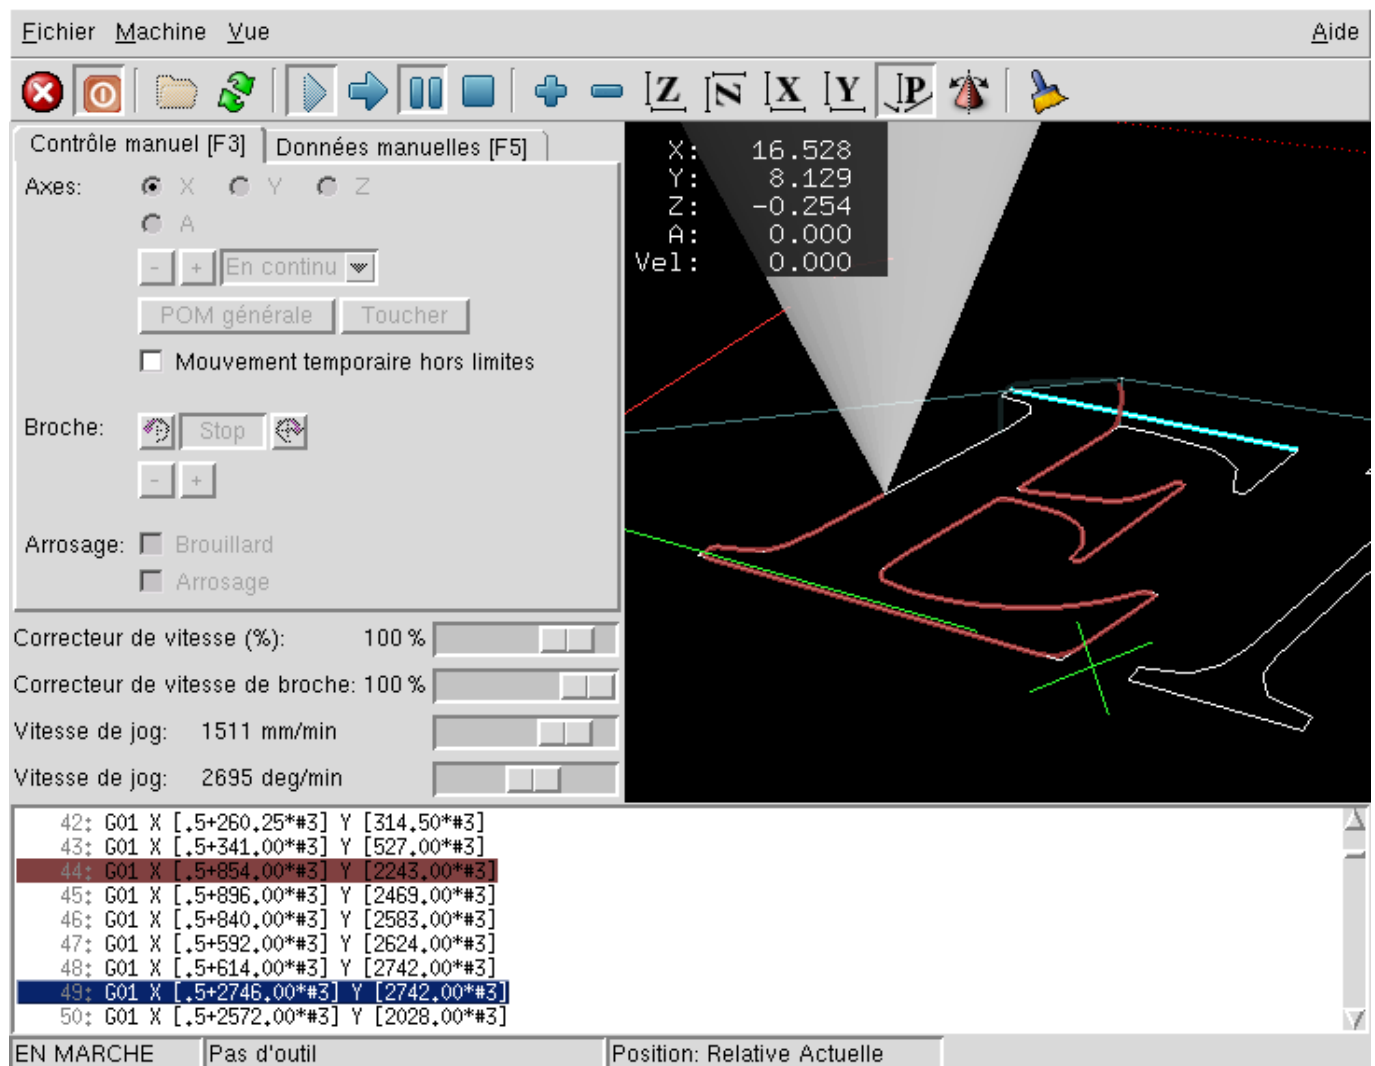 Fichier Machine Vue Aide
Z N X Y P
Contrôle manuel [F3] Données manuelles [F5]
Axes: X Y Z
A
- + En continu
POM générale Toucher
Mouvement temporaire hors limites
Broche: Stop
- +
Arrosage: Brouillard
Arrosage
Correcteur de vitesse (%): 100 %
Correcteur de vitesse de broche: 100 %
Vitesse de jog: 1511 mm/min
Vitesse de jog: 2695 deg/min
X: 16.528
Y: 8.129
Z: -0.254
A: 0.000
Vel: 0.000
42: G01 X [.5+260.25*#3] Y [314.50*#3]
43: G01 X [.5+341.00*#3] Y [527.00*#3]
44: G01 X [.5+854.00*#3] Y [2243.00*#3]
45: G01 X [.5+896.00*#3] Y [2469.00*#3]
46: G01 X [.5+840.00*#3] Y [2583.00*#3]
47: G01 X [.5+592.00*#3] Y [2624.00*#3]
48: G01 X [.5+614.00*#3] Y [2742.00*#3]
49: G01 X [.5+2746.00*#3] Y [2742.00*#3]
50: G01 X [.5+2572.00*#3] Y [2028.00*#3]
EN MARCHE Pas d'outil Position: Relative Actuelle